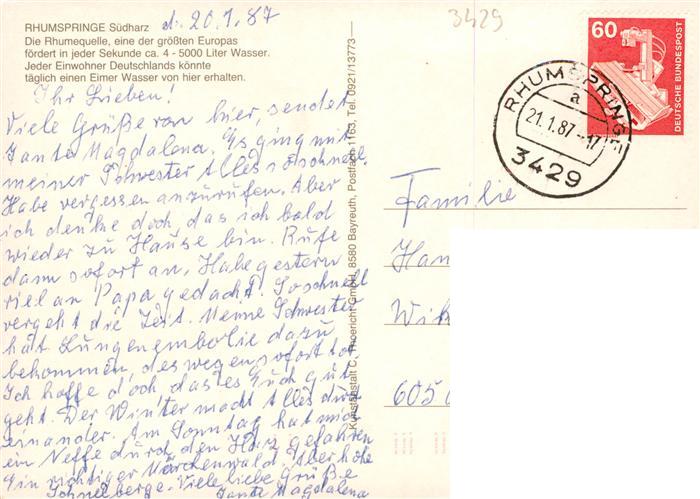 RHUMSPRINGE Südharz d. 20.1.87
Die Rhumequelle, eine der größten Europas
fördert in jeder Sekunde ca. 4 - 5000 Liter Wasser.
Jeder Einwohner Deutschlands könnte
täglich einen Eimer Wasser von hier erhalten.
Ihr Lieben!
Viele Grüße von hier, sendet
Tante Magdalena. Es ging mit
meiner Schwester alles so schnell.
Habe vergessen anzurufen. Aber
ich denke doch, das ich bald
wieder zu Hause bin. Rufe
dann sofort an. Habe gestern
viel an Papa gedacht. So schnell
vergeht die Zeit. Meine Schwester
hat Lungenembolie dazu
bekommen, deswegen sofort tot
Ich hoffe doch das es Euch gut
geht. Der Winter macht Alles durch
einander. Am Sonntag hat mich
ein Neffe durch den Harz gefahren
Ein richtiger Märchenwald. Aber hohe
Schneeberge. Viele liebe Grüße
Tante Magdalena
Kunstanstalt C. Thoericht GmbH, 8580 Bayreuth, Postfach 1163, Tel. 0921/13773
3429
60
DEUTSCHE BUNDESPOST
RHUMSPRINGE
a
21.1.87-17
3429
Familie
Han
Wil
605